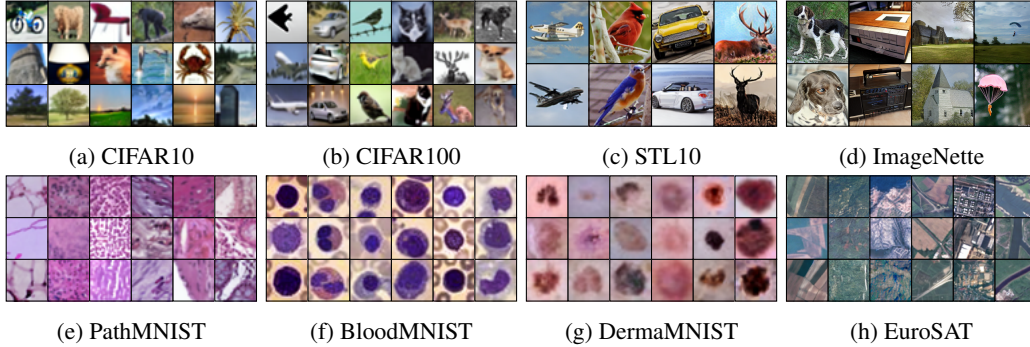 (a) CIFAR10
(b) CIFAR100
(c) STL10
(d) ImageNette
(e) PathMNIST
(f) BloodMNIST
(g) DermaMNIST
(h) EuroSAT